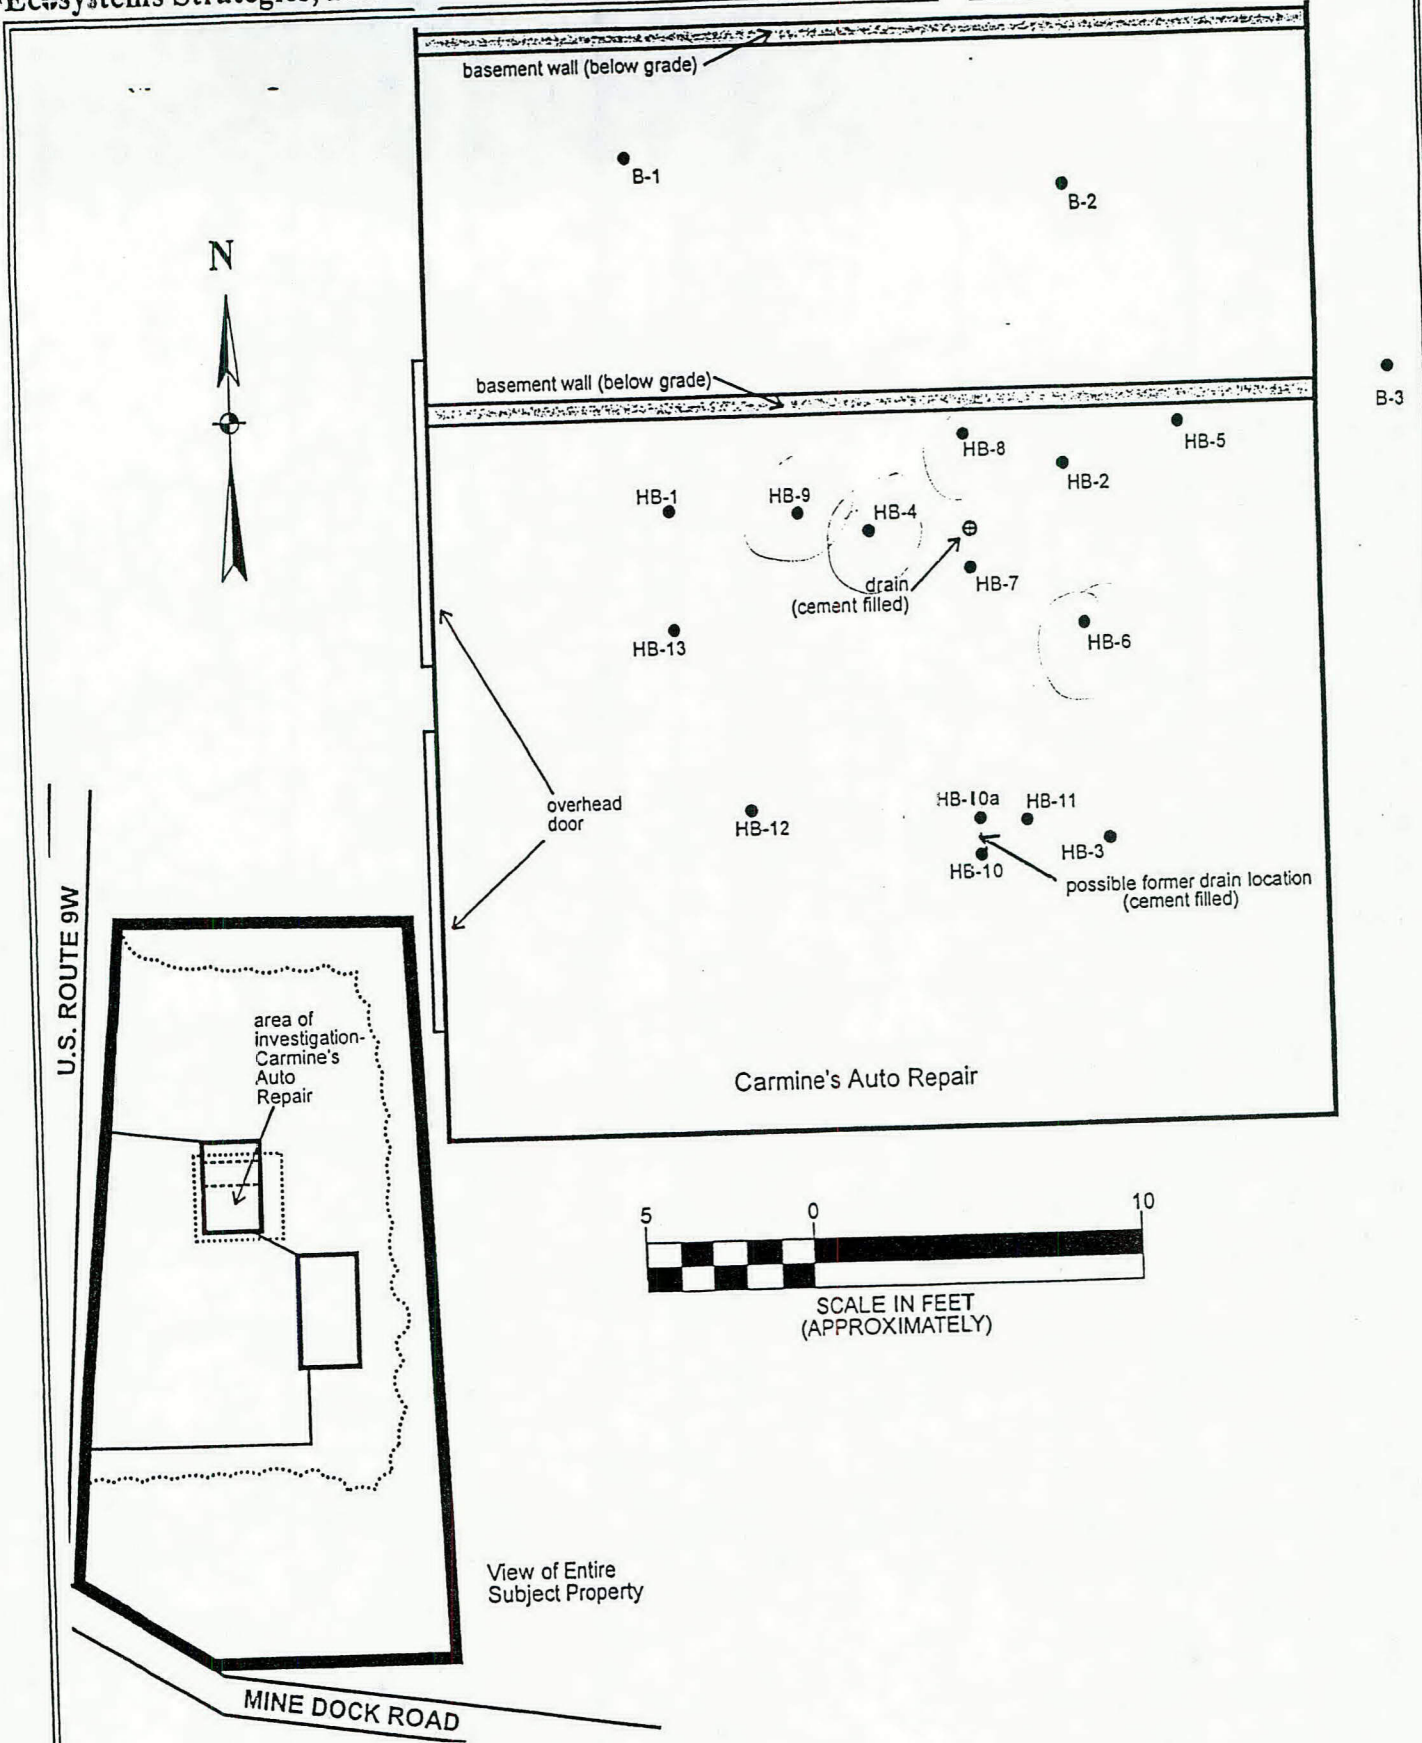 Ecosystems Strategies,
basement wall (below grade)
B-1
B-2
N
basement wall (below grade)
B-3
HB-8
HB-5
HB-2
HB-1
HB-9
HB-4
drain
(cement filled)
HB-7
HB-13
HB-6
overhead
door
HB-12
HB-10a
HB-11
HB-10
HB-3
possible former drain location
(cement filled)
U.S. ROUTE 9W
area of
investigation-
Carmine's
Auto
Repair
Carmine's Auto Repair
5
0
10
SCALE IN FEET
(APPROXIMATELY)
View of Entire
Subject Property
MINE DOCK ROAD